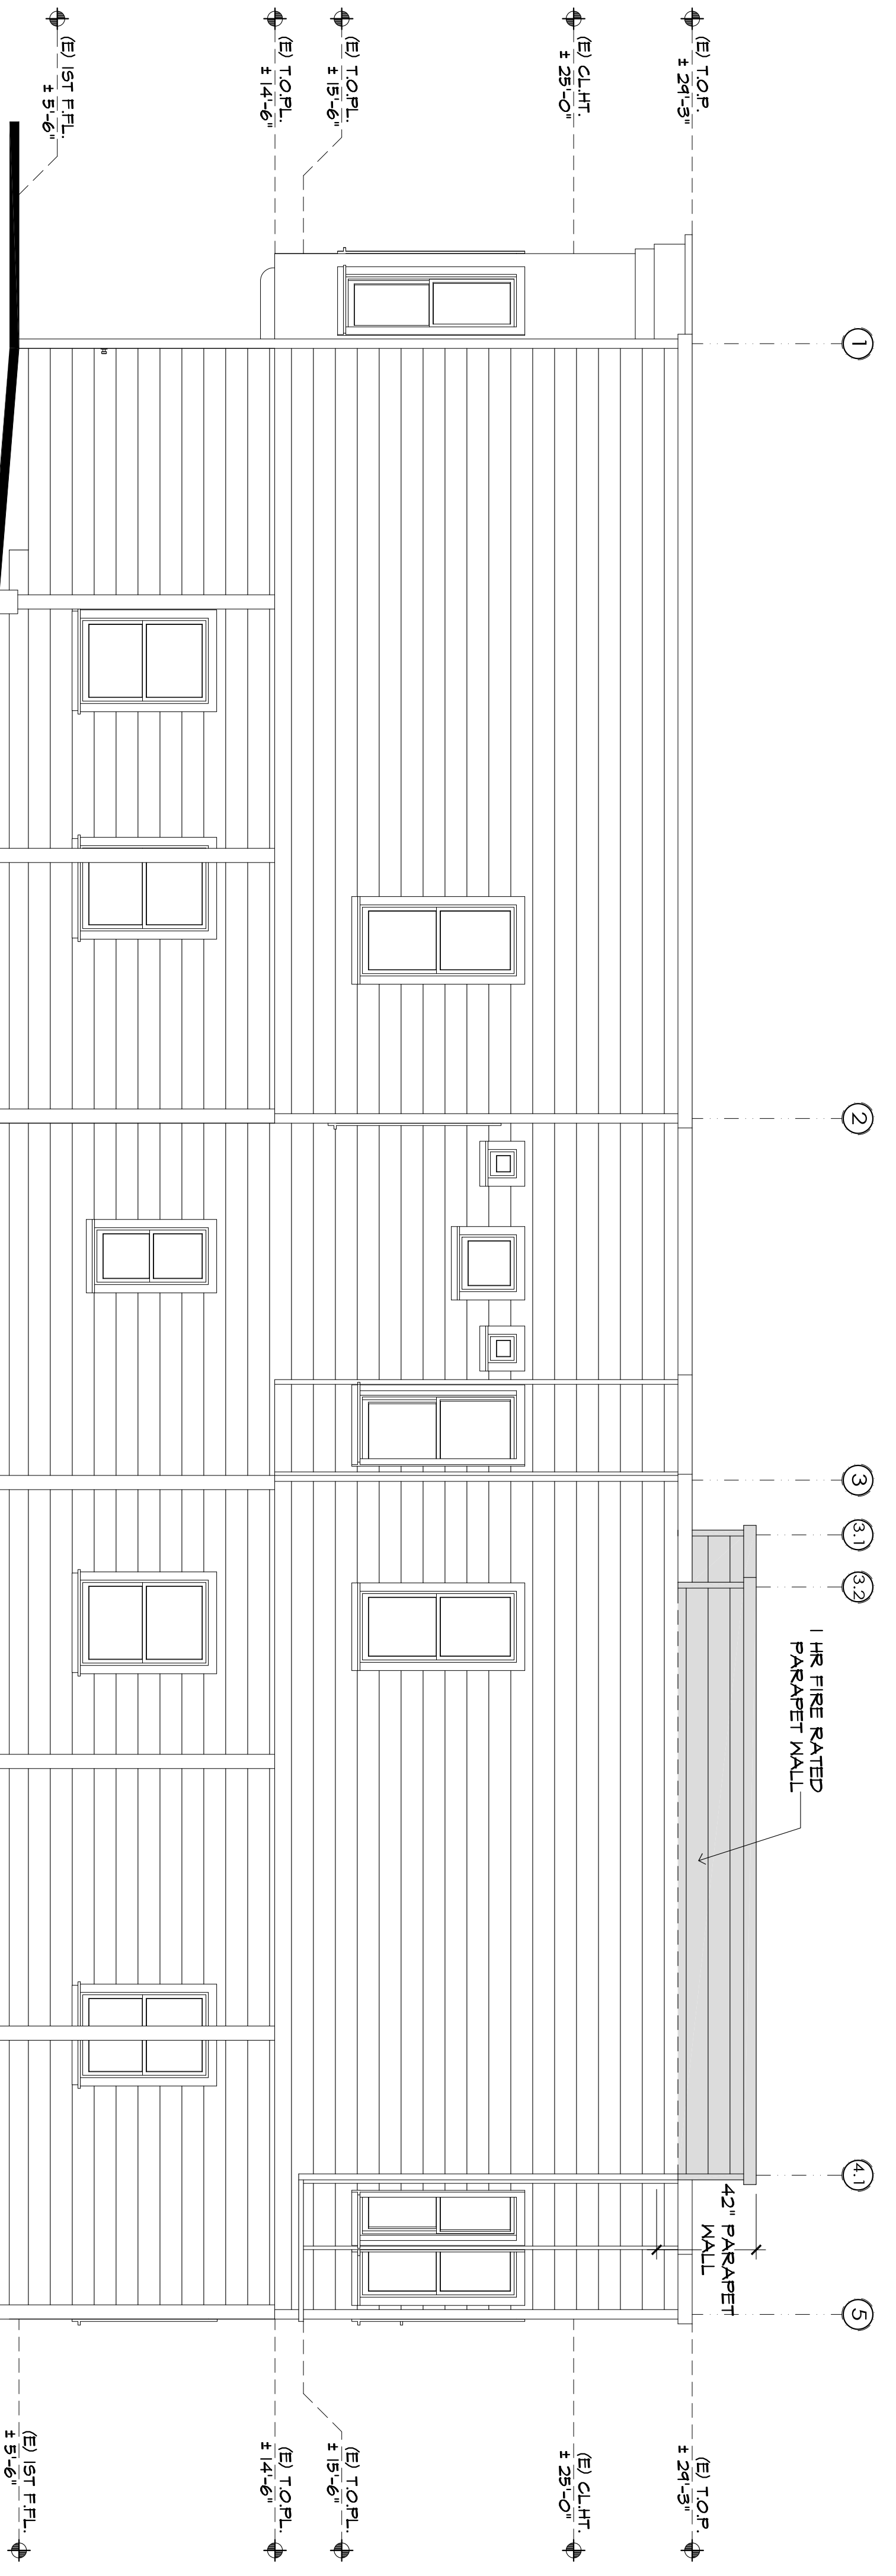 1
2
3
3.1
3.2
4.1
5
(E) T.O.P.
± 29'-3"
(E) CL.HT.
± 25'-0"
(E) T.O.PL.
± 15'-6"
(E) T.O.PL.
± 14'-6"
(E) 1ST F.FL.
± 5'-6"
1 HR FIRE RATED
PARAPET WALL
42" PARAPET
WALL
(E) T.O.P.
± 29'-3"
(E) CL.HT.
± 25'-0"
(E) T.O.PL.
± 15'-6"
(E) T.O.PL.
± 14'-6"
(E) 1ST F.FL.
± 5'-6"